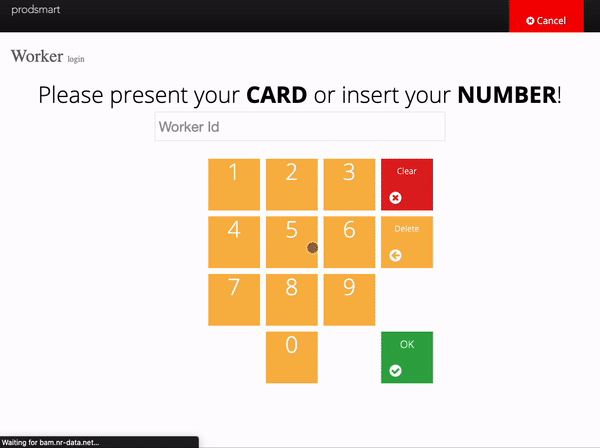 prodsmart
Cancel
Worker login
Please present your CARD or insert your NUMBER!
Worker Id
1 2 3 Clear
4 5 6 Delete
7 8 9
0 OK
Waiting for bam.nr-data.net...